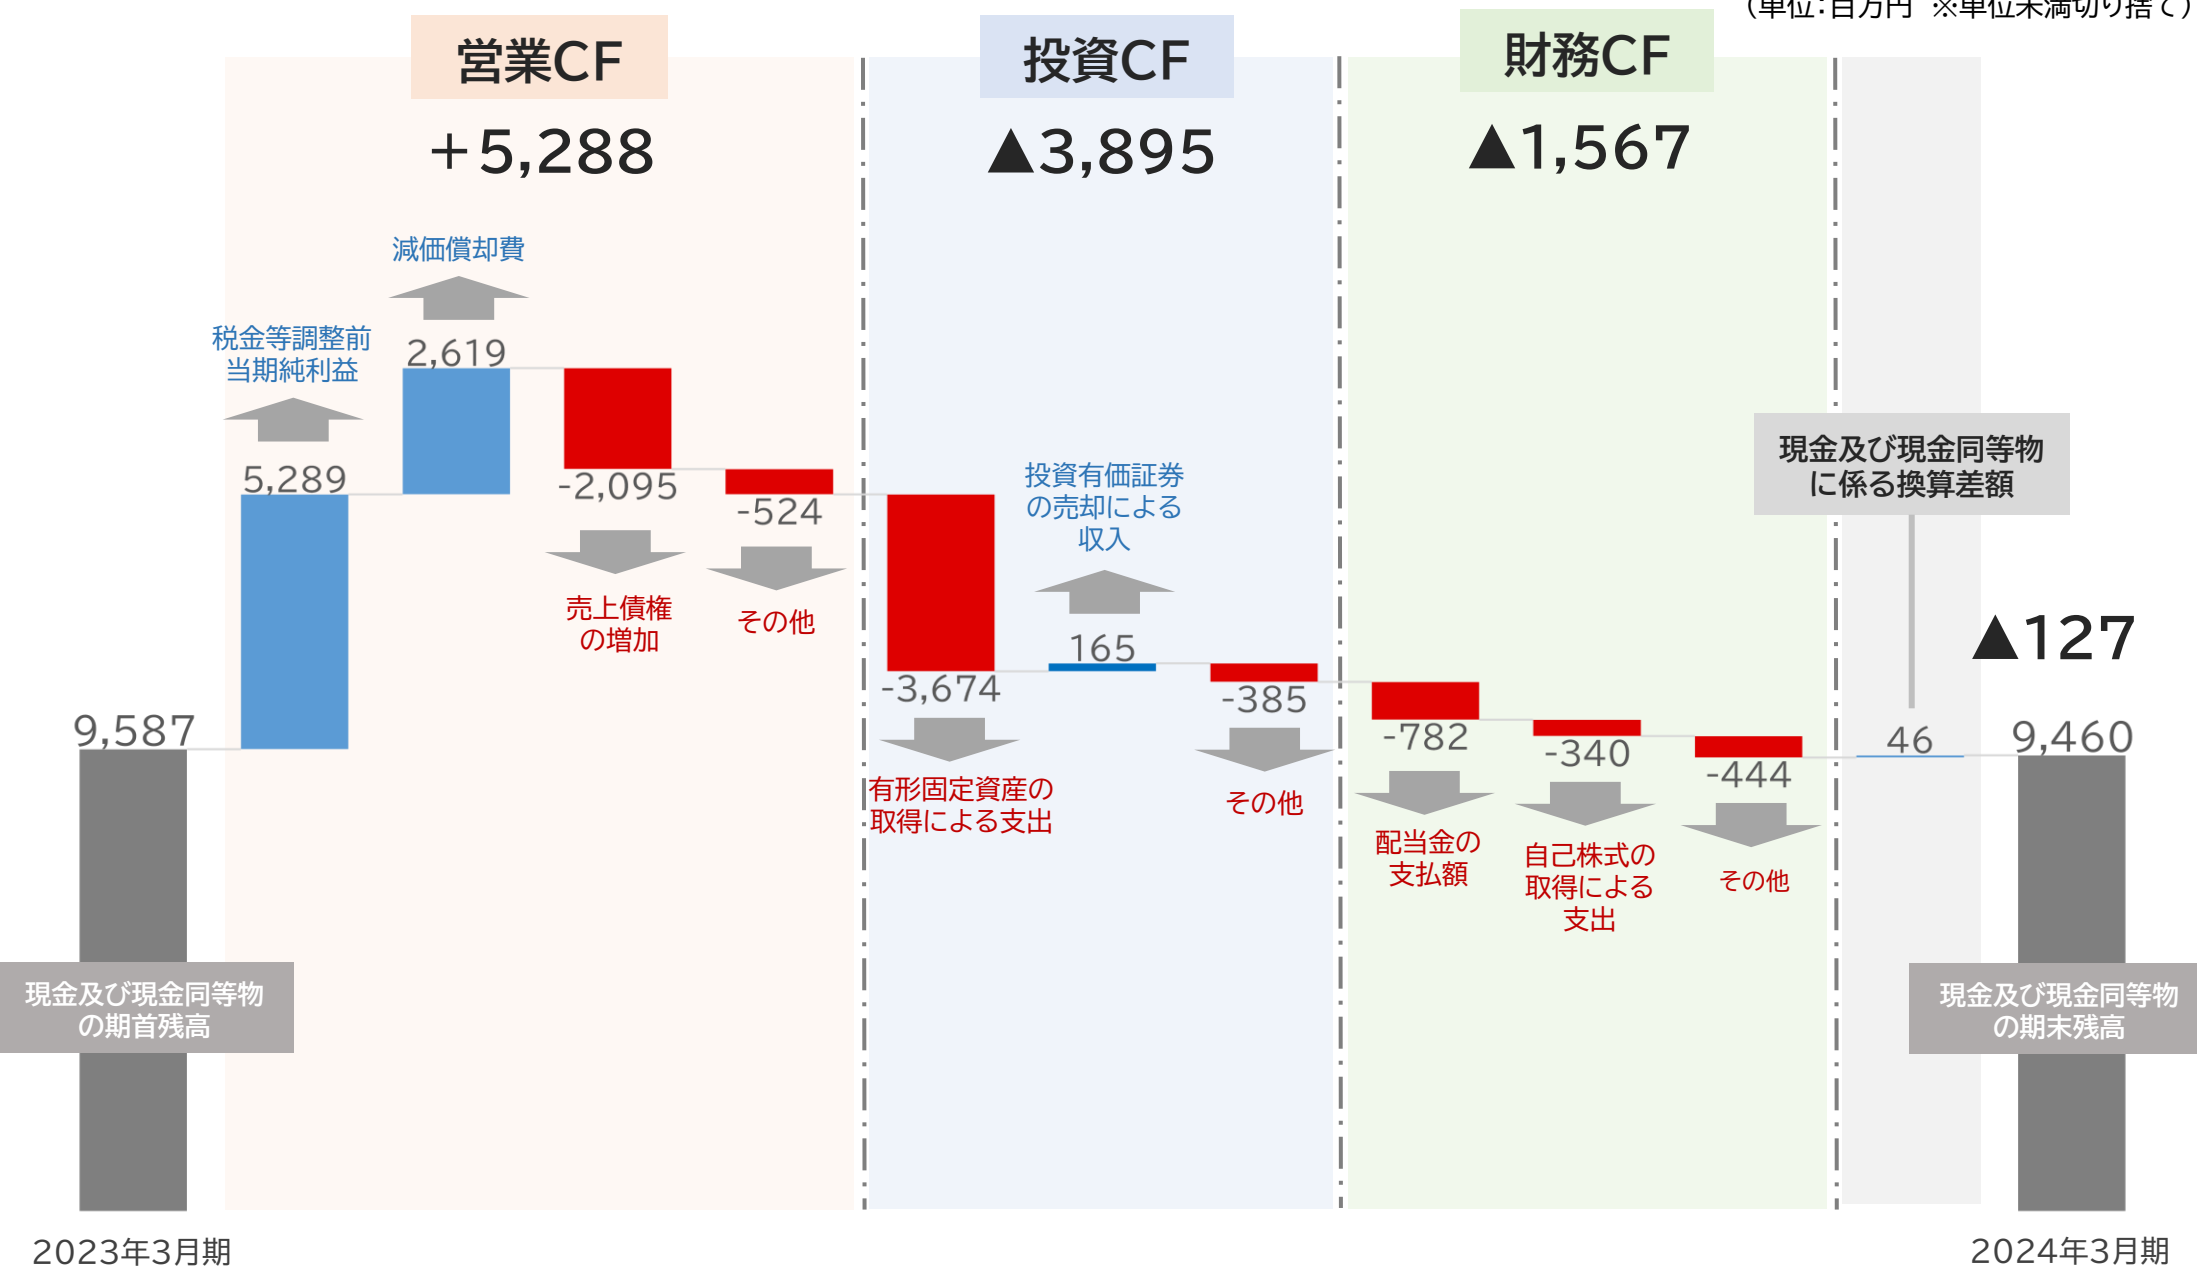 （単位：百万円　※単位未満切り捨て）
営業CF
+5,288
投資CF
▲3,895
財務CF
▲1,567
減価償却費
2,619
税金等調整前
当期純利益
5,289
-2,095
売上債権
の増加
-524
その他
投資有価証券
の売却による
収入
165
-3,674
有形固定資産の
取得による支出
-385
その他
-782
配当金の
支払額
-340
自己株式の
取得による
支出
-444
その他
現金及び現金同等物
に係る換算差額
46
▲127
9,587
現金及び現金同等物
の期首残高
2023年3月期
9,460
現金及び現金同等物
の期末残高
2024年3月期